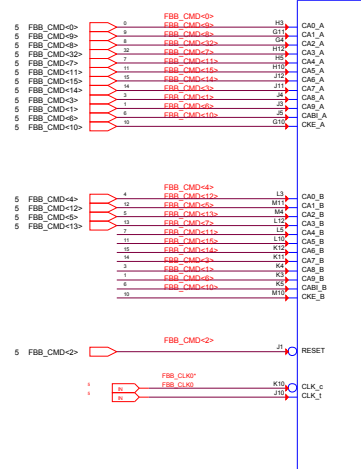 FBB_CMD<0>
5 FBB_CMD<0> 0 FBB_CMD<9> H3 CA0_A
5 FBB_CMD<9> 9 FBB_CMD<8> G11 CA1_A
5 FBB_CMD<8> 8 FBB_CMD<32> G4 CA2_A
5 FBB_CMD<32> 32 FBB_CMD<7> H12 CA3_A
5 FBB_CMD<7> 7 FBB_CMD<11> H5 CA4_A
5 FBB_CMD<11> 11 FBB_CMD<15> H10 CA5_A
5 FBB_CMD<15> 15 FBB_CMD<14> J12 CA6_A
5 FBB_CMD<14> 14 FBB_CMD<3> J11 CA7_A
5 FBB_CMD<3> 3 FBB_CMD<1> J4 CA8_A
5 FBB_CMD<1> 1 FBB_CMD<6> J3 CA9_A
5 FBB_CMD<6> 6 FBB_CMD<10> J5 CABI_A
5 FBB_CMD<10> 10 G10 CKE_A
FBB_CMD<4>
5 FBB_CMD<4> 4 FBB_CMD<12> L3 CA0_B
5 FBB_CMD<12> 12 FBB_CMD<5> M11 CA1_B
5 FBB_CMD<5> 5 FBB_CMD<13> M4 CA2_B
5 FBB_CMD<13> 13 FBB_CMD<7> L12 CA3_B
7 FBB_CMD<11> L5 CA4_B
11 FBB_CMD<15> L10 CA5_B
15 FBB_CMD<14> K12 CA6_B
14 FBB_CMD<3> K11 CA7_B
3 FBB_CMD<1> K4 CA8_B
1 FBB_CMD<6> K3 CA9_B
6 FBB_CMD<10> K5 CABI_B
10 M10 CKE_B
FBB_CMD<2>
5 FBB_CMD<2> J1 RESET
FBB_CLK0*
5 IN FBB_CLK0 K10 CLK_c
5 IN J10 CLK_t